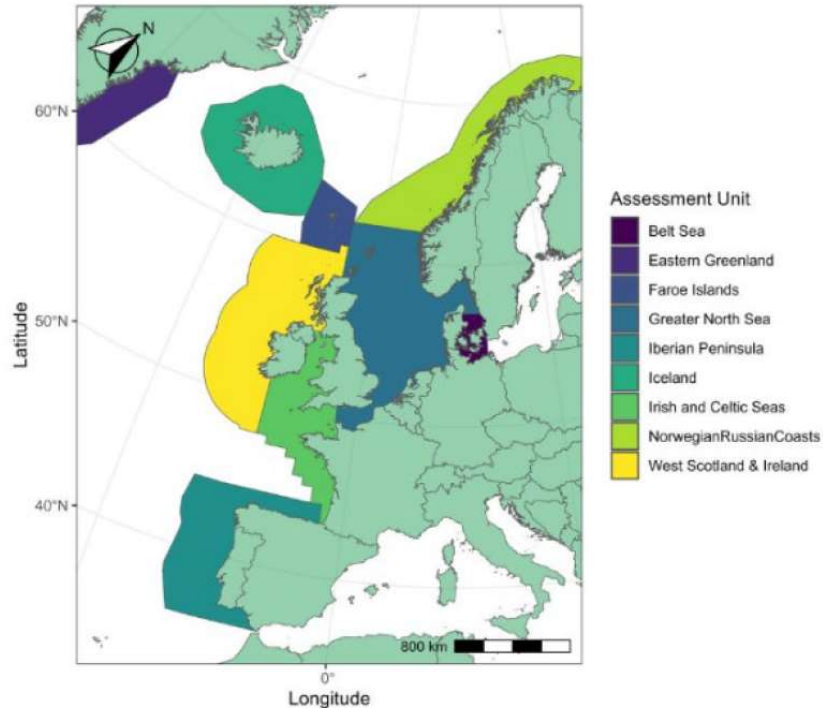 N
60°N
50°N
40°N
Latitude
0°
Longitude
800 km
Assessment Unit
Belt Sea
Eastern Greenland
Faroe Islands
Greater North Sea
Iberian Peninsula
Iceland
Irish and Celtic Seas
NorwegianRussianCoasts
West Scotland & Ireland